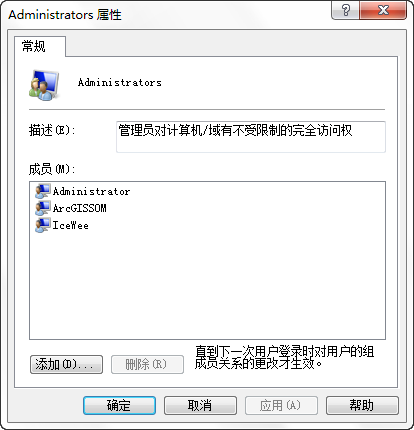 Administrators 属性
常规
Administrators
描述(E):
管理员对计算机/域有不受限制的完全访问权
成员(M):
Administrator
ArcGISSOM
IceWee
添加(D)...
删除(R)
直到下一次用户登录时对用户的组
成员关系的更改才生效。
确定
取消
应用(A)
帮助